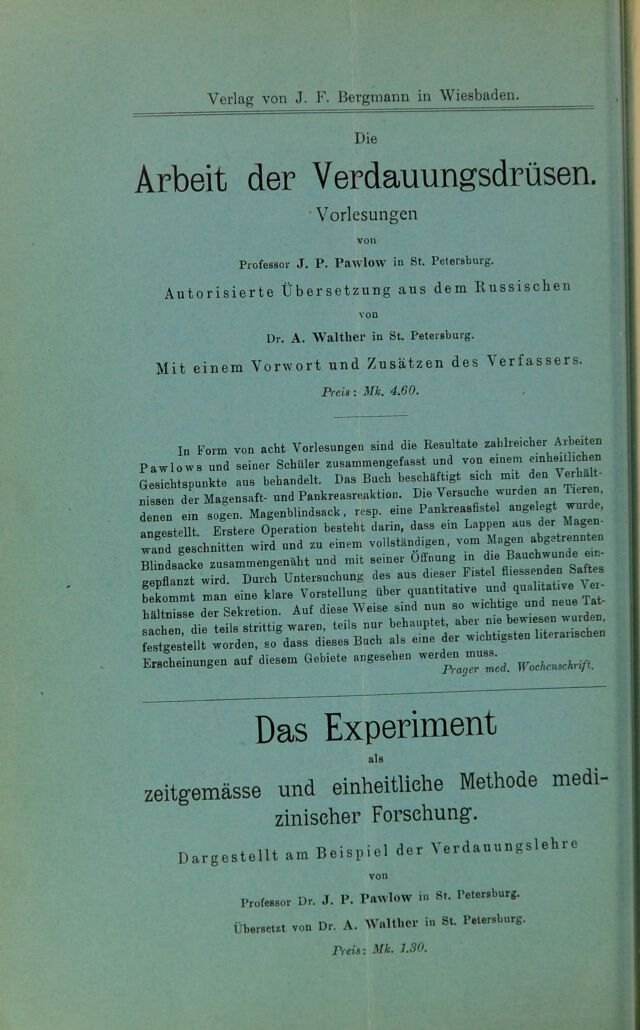 Verlag von J. F. Bergmann in Wiesbaden.
Die
Arbeit der Verdauungsdrüsen.
Vorlesungen
von
Professor J. P. Pawlow in St. Petersburg.
Autorisierte Übersetzung aus dem Russischen
von
Dr. A. Walther in St. Petersburg.
Mit einem Vorwort und Zusätzen des Verfassers.
Preis: Mk. 4.60.
In Form von acht Vorlesungen sind die Resultate zahlreicher Arbeiten
Pawlows und seiner Schüler zusammengefasst und von einem einheitlichen
Gesichtspunkte aus behandelt. Das Buch beschäftigt sich mit den Verhält-
nissen der Magensaft- und Pankreasreaktion. Die Versuche wurden an Tieren,
denen ein sogen. Magenblindsack, resp. eine Pankreasfistel angelegt wurde,
angestellt. Erstere Operation besteht darin, dass ein Lappen aus der Magen-
wand geschnitten wird und zu einem vollständigen, vom Magen abgetrennten
Blindsacke zusammengenäht und mit seiner Öffnung in die Bauchwunde ein-
gepflanzt wird. Durch Untersuchung des aus dieser Fistel fliessenden Saftes
bekommt man eine klare Vorstellung über quantitative und qualitative Ver-
hältnisse der Sekretion. Auf diese Weise sind nun so wichtige und neue Tat-
sachen, die teils strittig waren, teils nur behauptet, aber nie bewiesen wurden,
festgestellt worden, so dass dieses Buch als eine der wichtigsten literarischen
Erscheinungen auf diesem Gebiete angesehen werden muss.
Prager med. Wochenschrift.
Das Experiment
als
zeitgemässe und einheitliche Methode medi-
zinischer Forschung.
Dargestellt am Beispiel der Verdauungslehre
von
Professor Dr. J. P. Pawlow in St. Petersburg.
Übersetzt von Dr. A. Walther in St. Petersburg.
Preis: Mk. 1.30.